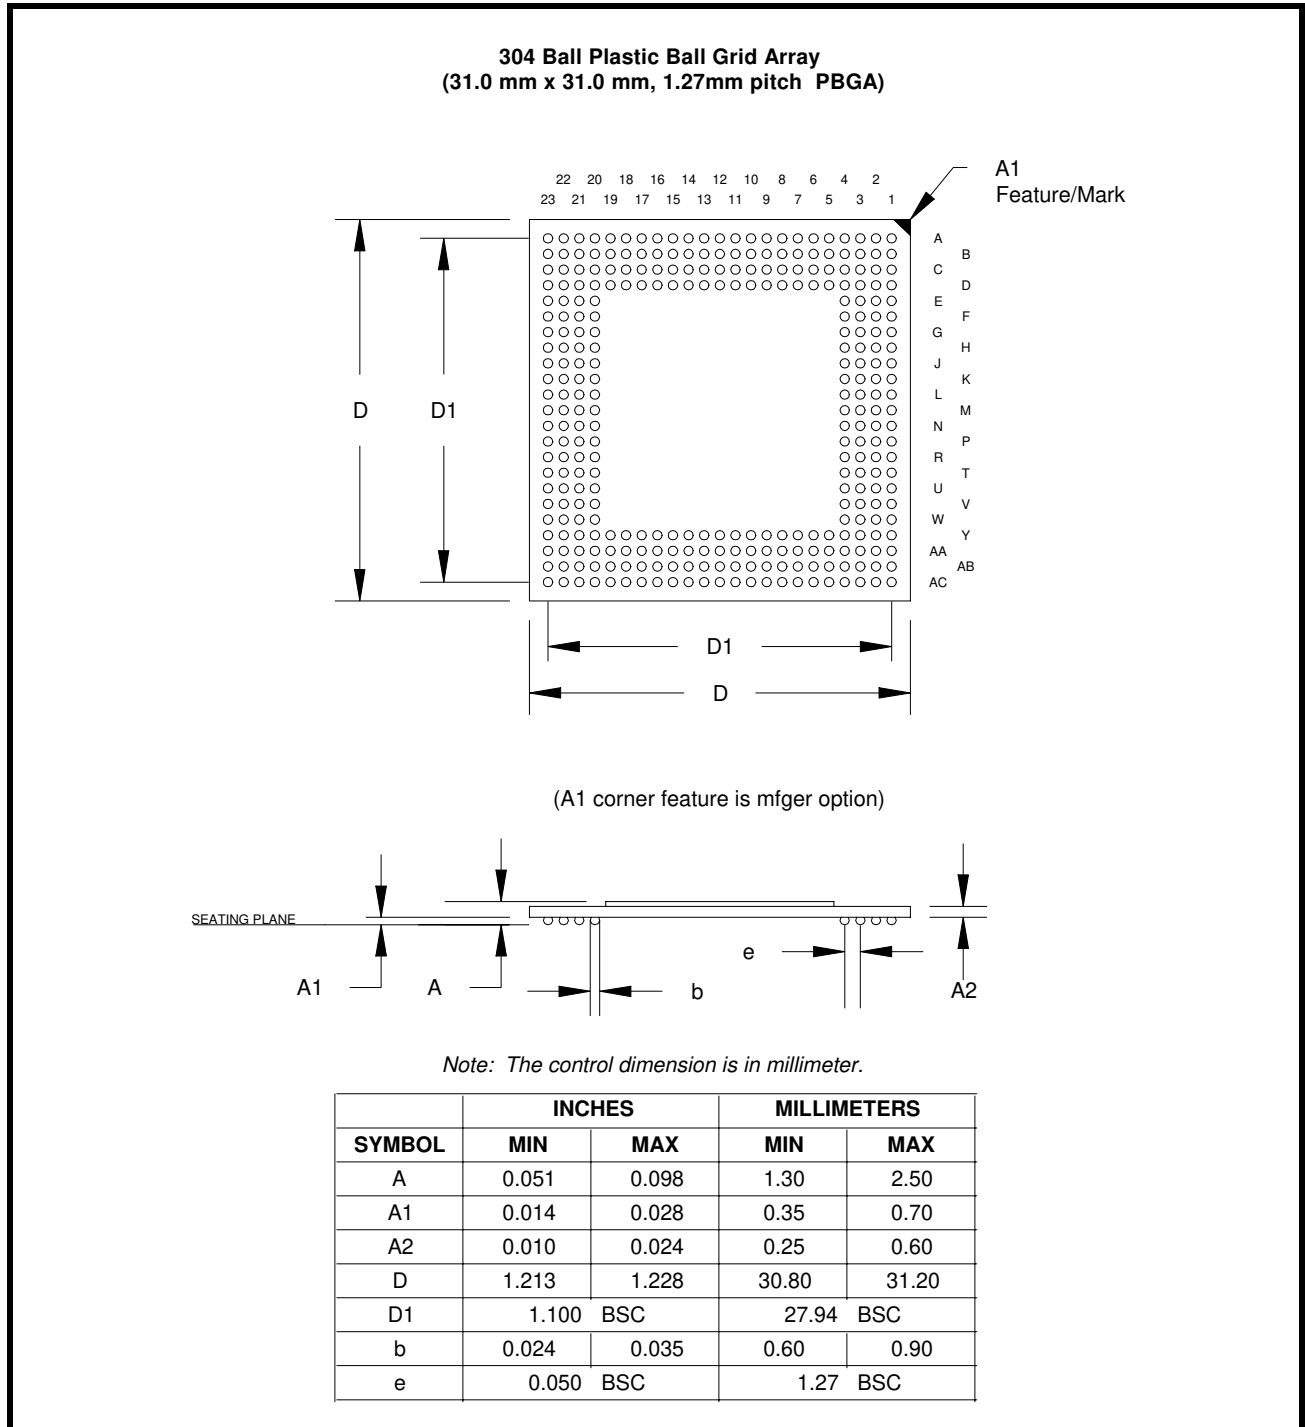 304 Ball Plastic Ball Grid Array
(31.0 mm x 31.0 mm, 1.27mm pitch PBGA)
22 20 18 16 14 12 10 8 6 4 2
23 21 19 17 15 13 11 9 7 5 3 1
A1
Feature/Mark
A
B
C
D
E
F
G
H
J
K
L
M
N
P
R
T
U
V
W
Y
AA
AB
AC
D D1
D1
D
(A1 corner feature is mfger option)
SEATING PLANE
e
A1 A b A2
Note: The control dimension is in millimeter.
INCHES MILLIMETERS
SYMBOL MIN MAX MIN MAX
A 0.051 0.098 1.30 2.50
A1 0.014 0.028 0.35 0.70
A2 0.010 0.024 0.25 0.60
D 1.213 1.228 30.80 31.20
D1 1.100 BSC 27.94 BSC
b 0.024 0.035 0.60 0.90
e 0.050 BSC 1.27 BSC